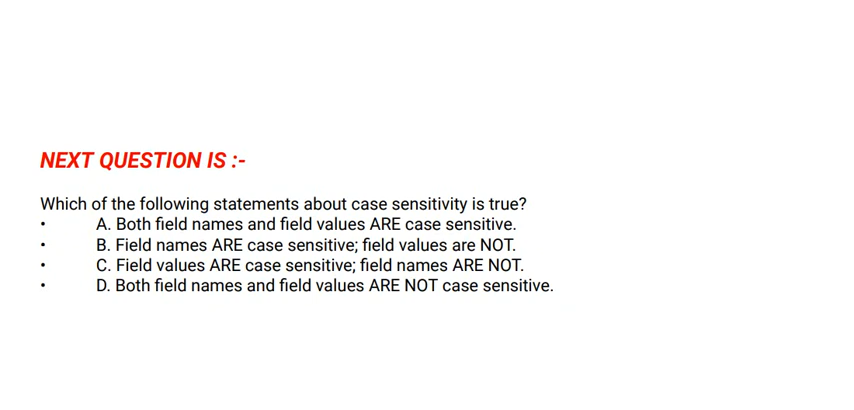 NEXT QUESTION IS :-
Which of the following statements about case sensitivity is true?
• A. Both field names and field values ARE case sensitive.
• B. Field names ARE case sensitive; field values are NOT.
• C. Field values ARE case sensitive; field names ARE NOT.
• D. Both field names and field values ARE NOT case sensitive.